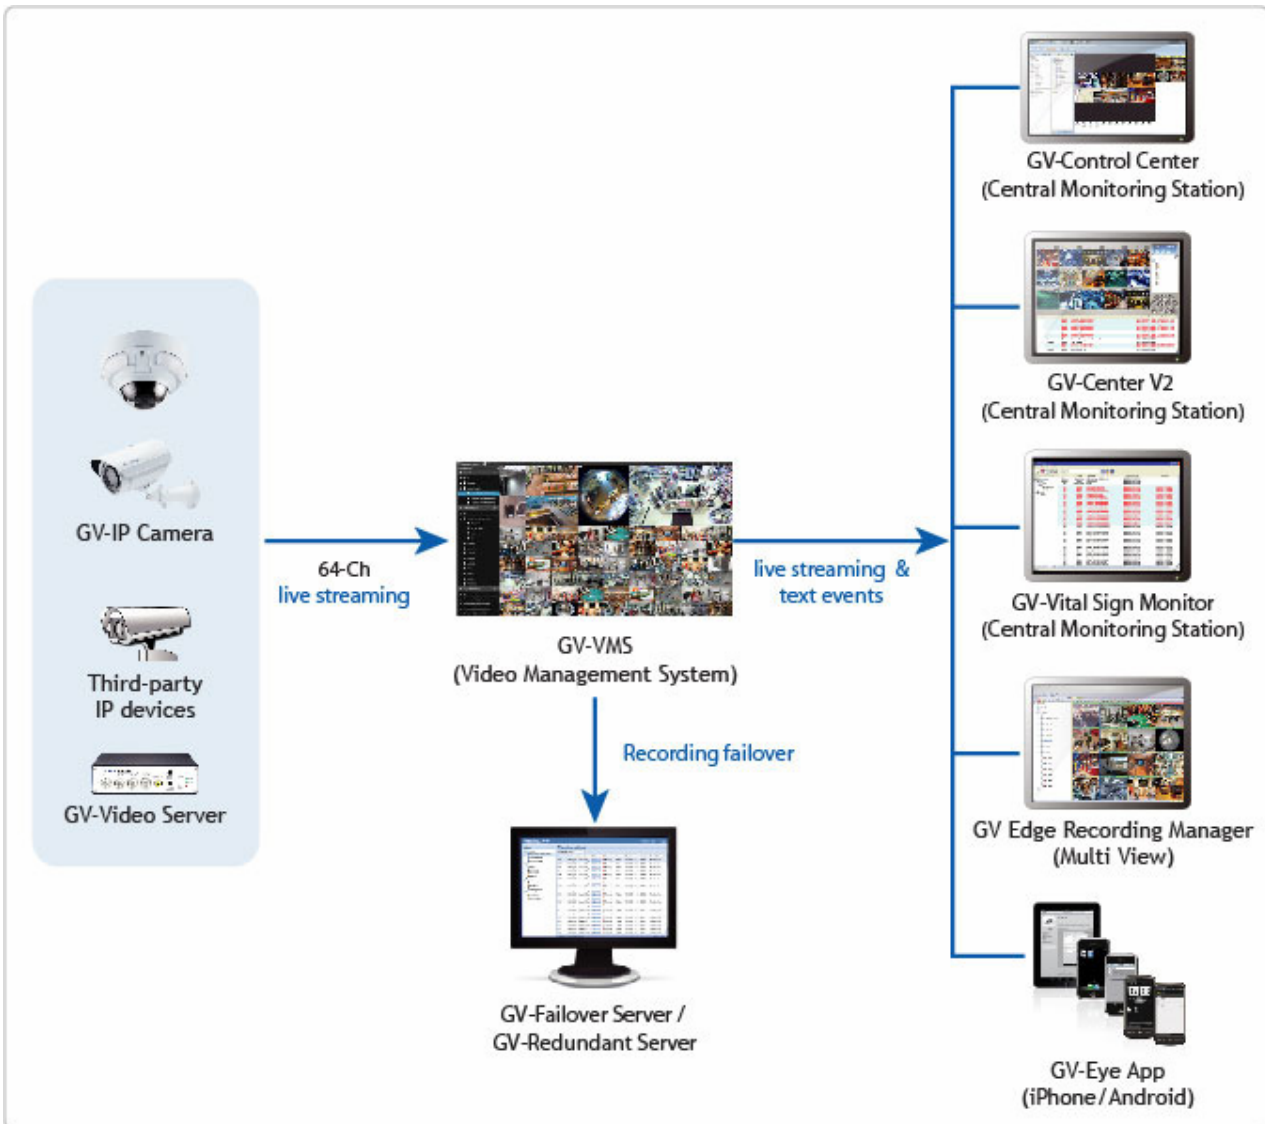 GV-IP Camera
Third-party
IP devices
GV-Video Server
64-Ch
live streaming
GV-VMS
(Video Management System)
Recording failover
GV-Failover Server /
GV-Redundant Server
live streaming &
text events
GV-Control Center
(Central Monitoring Station)
GV-Center V2
(Central Monitoring Station)
GV-Vital Sign Monitor
(Central Monitoring Station)
GV Edge Recording Manager
(Multi View)
GV-Eye App
(iPhone/Android)